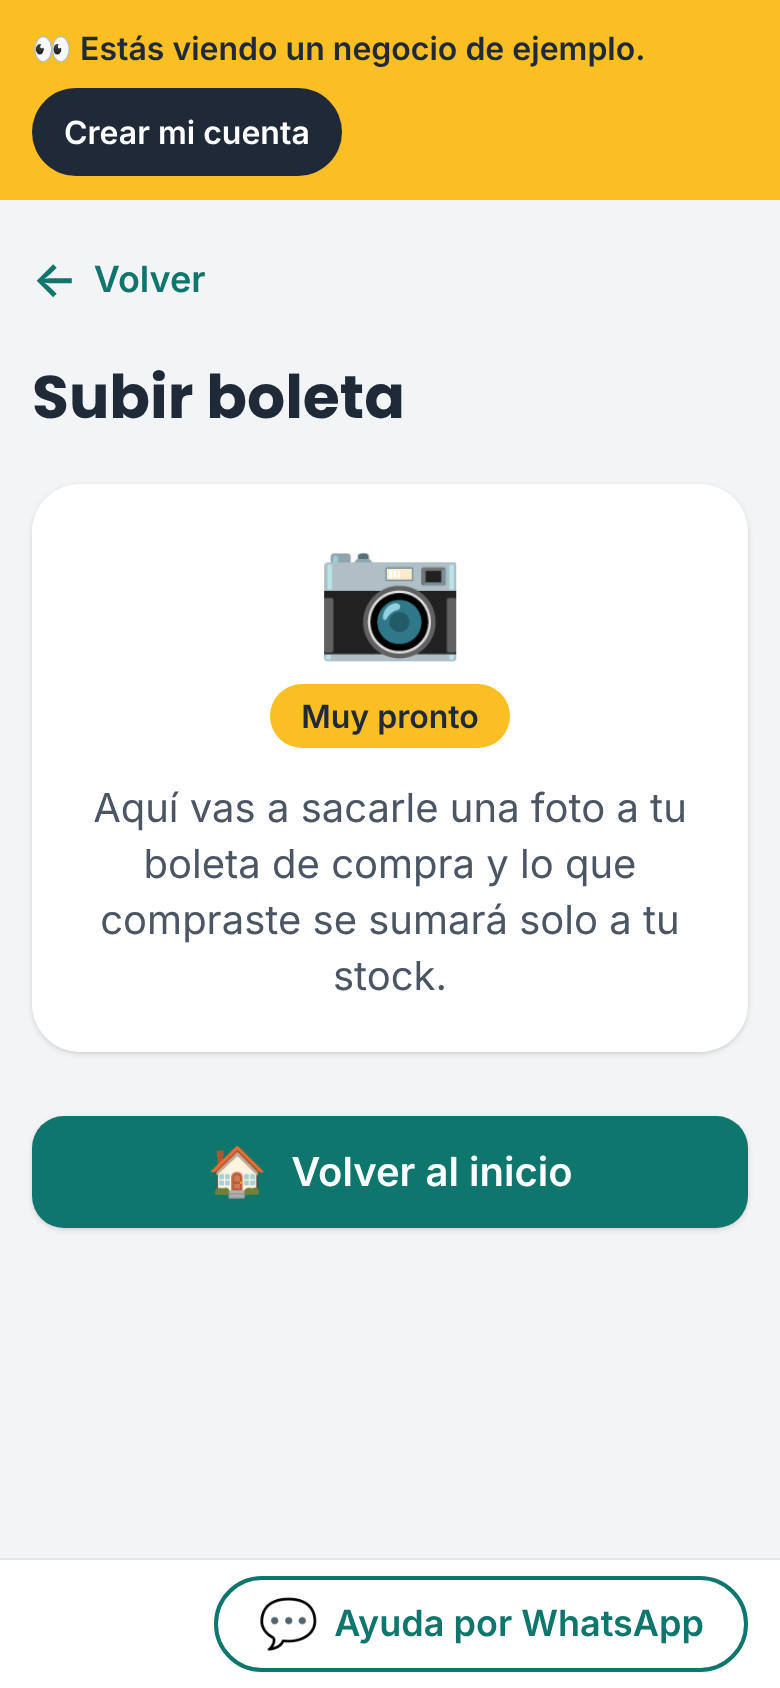 👀 Estás viendo un negocio de ejemplo.
Crear mi cuenta
← Volver
Subir boleta
Muy pronto
Aquí vas a sacarle una foto a tu
boleta de compra y lo que
compraste se sumará solo a tu
stock.
🏠 Volver al inicio
💬 Ayuda por WhatsApp